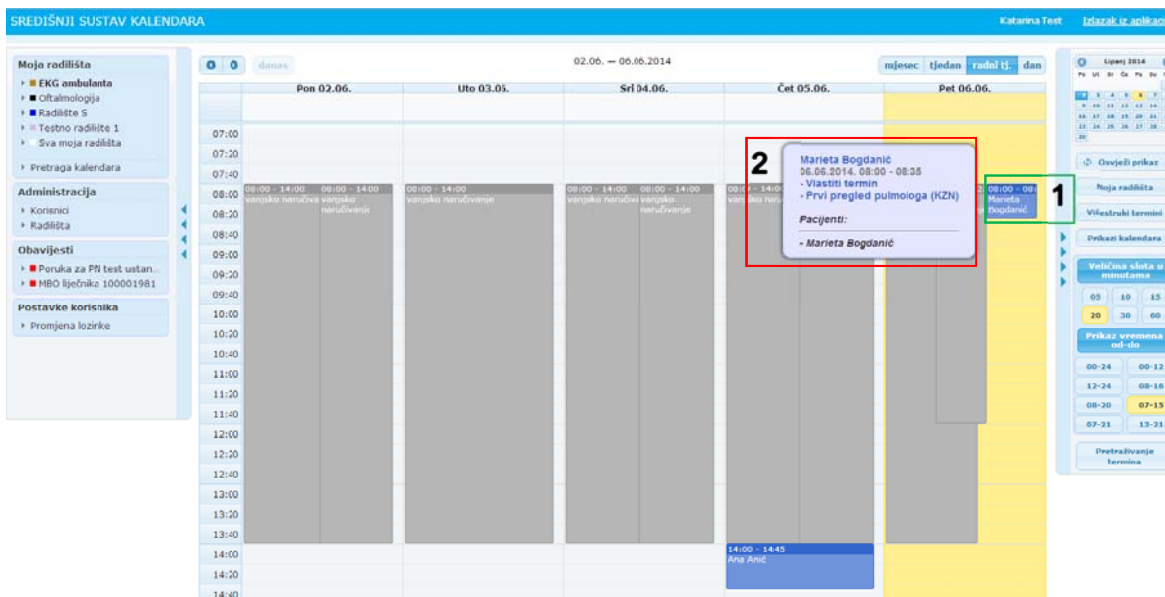 SREDIŠNJI SUSTAV KALENDARA
Katarina Test
Izlazak iz aplikac
Moja radilišta
EKG ambulanta
Oftalmologija
Radilište 5
Testno radilište 1
Sva moja radilišta
Pretraga kalendara
Administracija
Korisnici
Radilišta
Obavijesti
Poruka za PN test ustan...
MBO liječnika 100001981
Postavke korisnika
Promjena lozirke
danas
02.06. — 06.06.2014
mjesec tjedan radni tj. dan
Pon 02.06.
Uto 03.06.
Sri 04.06.
Čet 05.06.
Pet 06.06.
07:00
07:20
07:40
08:00
08:20
08:40
09:00
09:20
09:40
10:00
10:20
10:40
11:00
11:20
11:40
12:00
12:20
12:40
13:00
13:20
13:40
14:00
14:20
14:40
08:00 - 14:00
vanjsko naručiva
08:00 - 14:00
vanjsko
naručivanje
08:00 - 14:00
vanjsko naručivanje
08:00 - 14:00
vanjsko naručiva
08:00 - 14:00
vanjsko
naručivanje
2
Marieta Bogdanić
06.06.2014. 08:00 - 08:35
- Vlastiti termin
- Prvi pregled pulmologa (KZN)
Pacijenti:
- Marieta Bogdanić
08:00 - 08:
Marieta
Bogdanić
1
14:00 - 14:45
Ana Anić
Lipanj 2014
Osvježi prikaz
Moja radilišta
Višestruki termini
Prikazi kalendara
Veličina slota u
minutama
05 10 15
20 30 60
Prikaz vremena
od-do
00-24 00-12
12-24 08-16
08-20 07-15
07-21 13-21
Pretraživanje
termina